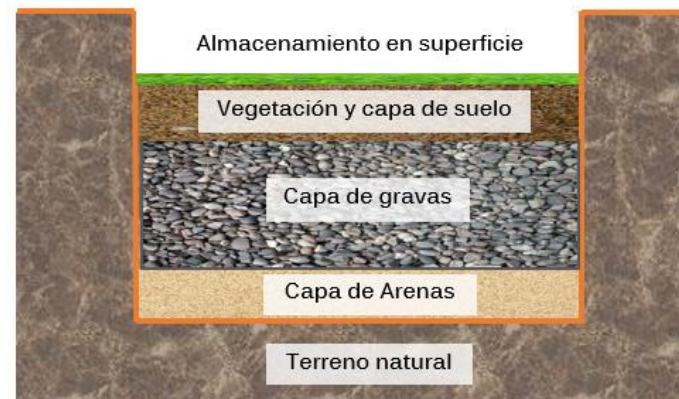 Almacenamiento en superficie
Vegetación y capa de suelo
Capa de gravas
Capa de Arenas
Terreno natural